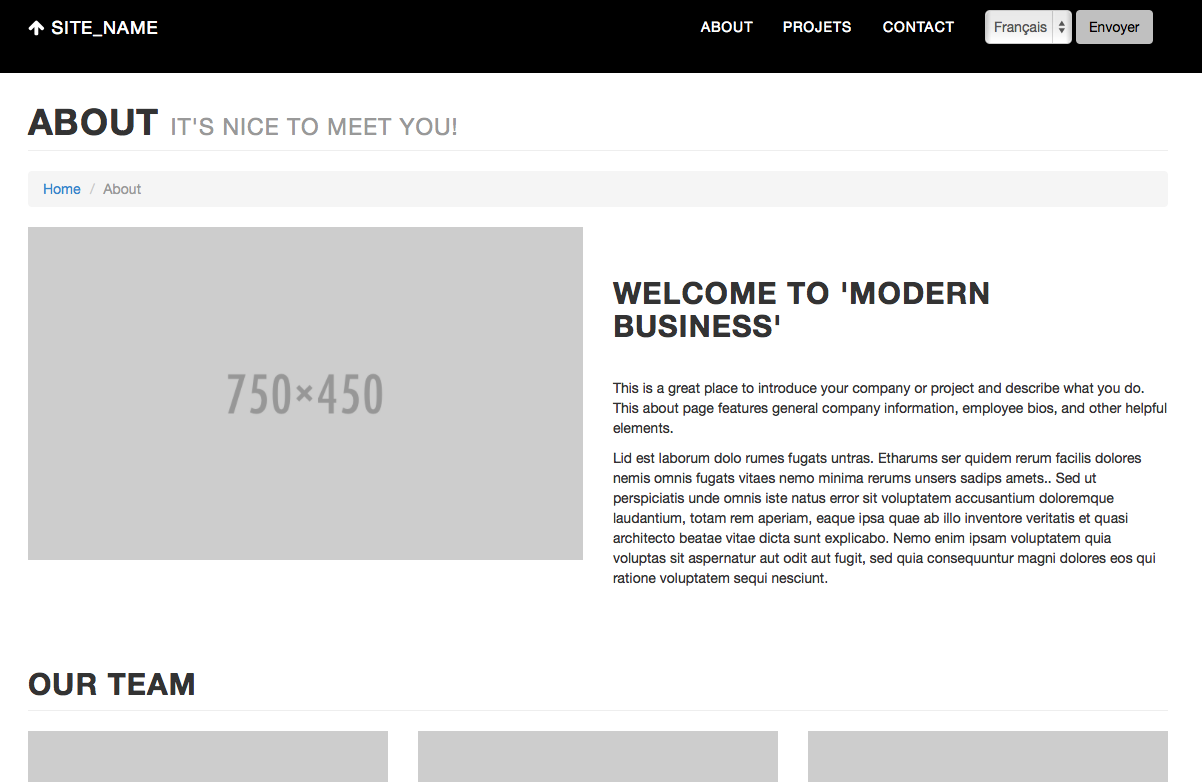 SITE_NAME
ABOUT PROJETS CONTACT Français Envoyer
ABOUT IT'S NICE TO MEET YOU!
Home / About
750×450
WELCOME TO 'MODERN
BUSINESS'
This is a great place to introduce your company or project and describe what you do.
This about page features general company information, employee bios, and other helpful
elements.
Lid est laborum dolo rumes fugats untras. Etharums ser quidem rerum facilis dolores
nemis omnis fugats vitaes nemo minima rerums unsers sadips amets.. Sed ut
perspiciatis unde omnis iste natus error sit voluptatem accusantium doloremque
laudantium, totam rem aperiam, eaque ipsa quae ab illo inventore veritatis et quasi
architecto beatae vitae dicta sunt explicabo. Nemo enim ipsam voluptatem quia
voluptas sit aspernatur aut odit aut fugit, sed quia consequuntur magni dolores eos qui
ratione voluptatem sequi nesciunt.
OUR TEAM